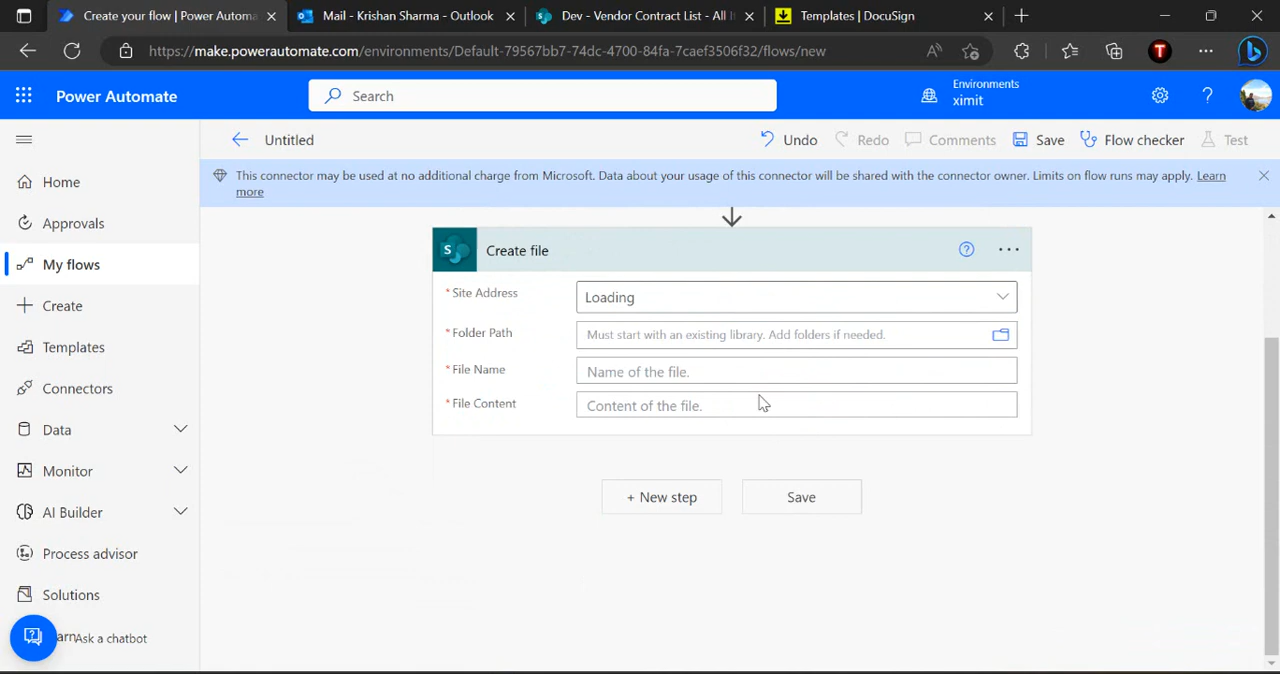 Create your flow | Power Automa
Mail - Krishan Sharma - Outlook
Dev - Vendor Contract List - All It
Templates | DocuSign
https://make.powerautomate.com/environments/Default-79567bb7-74dc-4700-84fa-7caef3506f32/flows/new
T
Power Automate
Search
Environments
ximit
Untitled
Undo
Redo
Comments
Save
Flow checker
Test
This connector may be used at no additional charge from Microsoft. Data about your usage of this connector will be shared with the connector owner. Limits on flow runs may apply. Learn
more
Home
Approvals
My flows
Create
Templates
Connectors
Data
Monitor
AI Builder
Process advisor
Solutions
arn
Ask a chatbot
S
Create file
* Site Address
Loading
* Folder Path
Must start with an existing library. Add folders if needed.
* File Name
Name of the file.
* File Content
Content of the file.
+ New step
Save